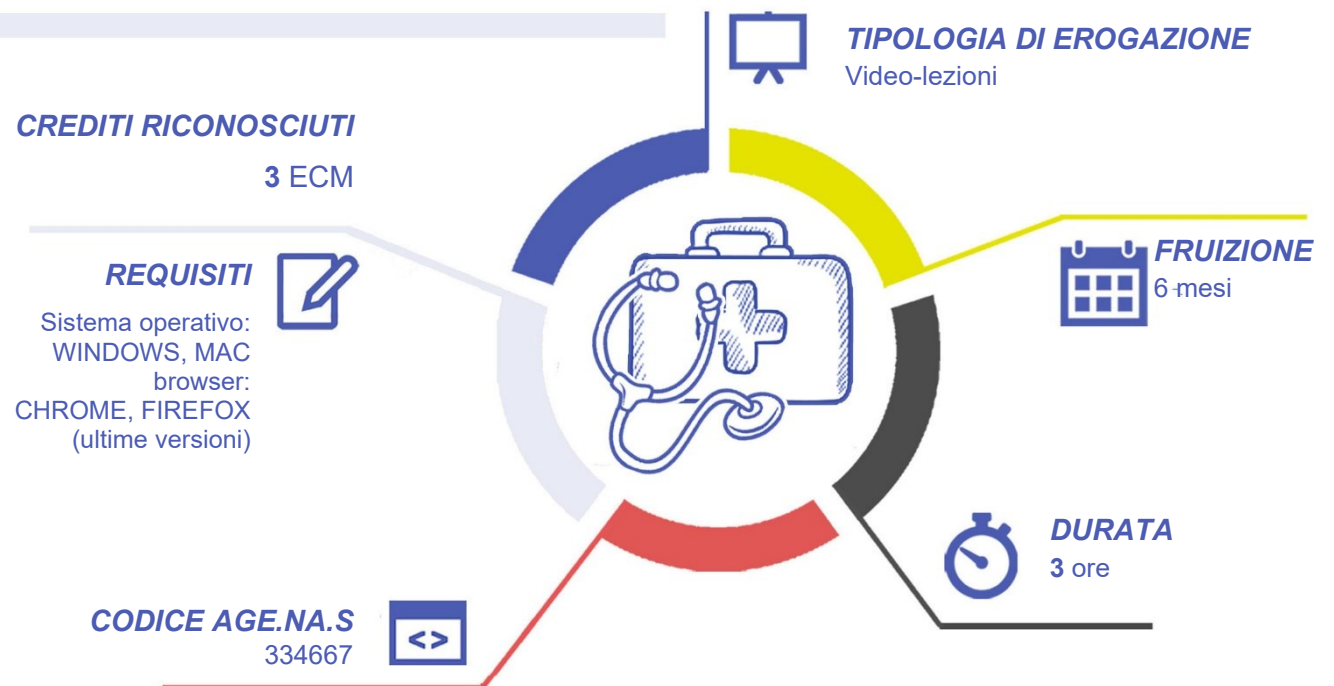 TIPOLOGIA DI EROGAZIONE
Video-lezioni
CREDITI RICONOSCIUTI
3 ECM
FRUIZIONE
6 mesi
REQUISITI
Sistema operativo:
WINDOWS, MAC
browser:
CHROME, FIREFOX
(ultime versioni)
DURATA
3 ore
CODICE AGE.NA.S
334667
<>